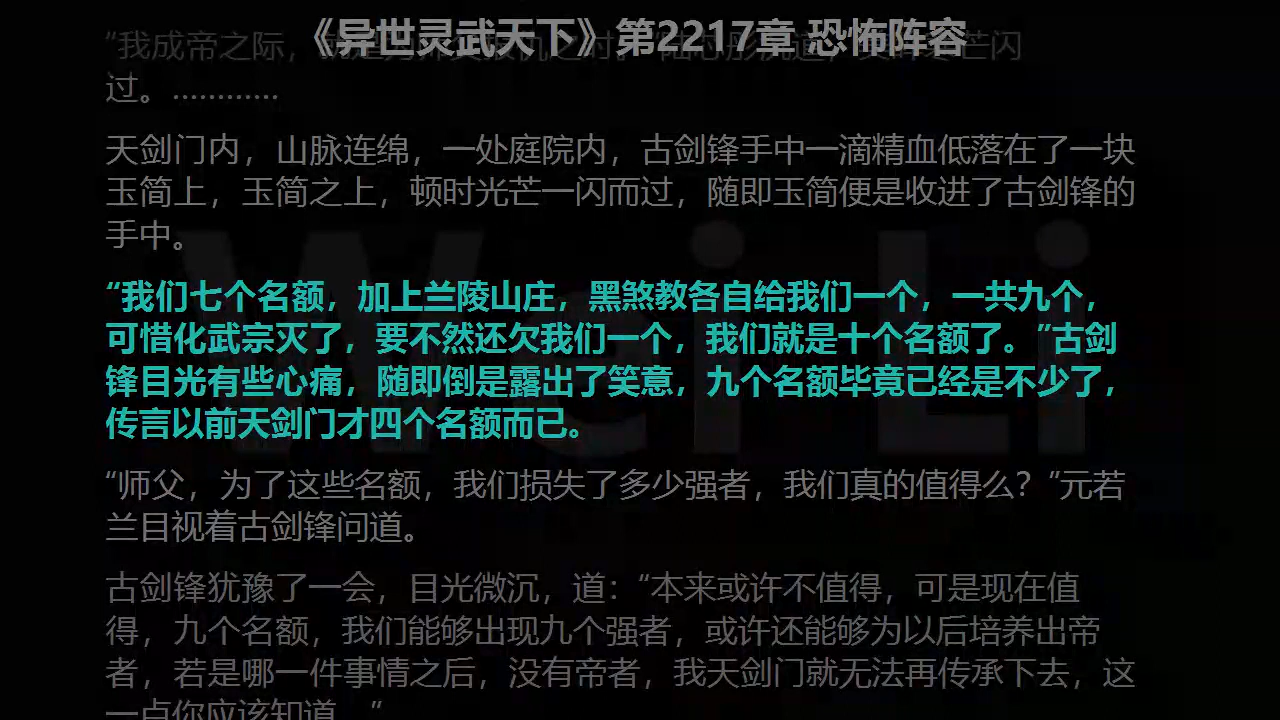 《异世灵武天下》第2217章 恐怖阵容
“我成帝之际，
过。…………
天剑门内，山脉连绵，一处庭院内，古剑锋手中一滴精血低落在了一块
玉简上，玉简之上，顿时光芒一闪而过，随即玉简便是收进了古剑锋的
手中。
“我们七个名额，加上兰陵山庄，黑煞教各自给我们一个，一共九个，
可惜化武宗灭了，要不然还欠我们一个，我们就是十个名额了。”古剑
锋目光有些心痛，随即倒是露出了笑意，九个名额毕竟已经是不少了，
传言以前天剑门才四个名额而已。
“师父，为了这些名额，我们损失了多少强者，我们真的值得么？“元若
兰目视着古剑锋问道。
古剑锋犹豫了一会，目光微沉，道：“本来或许不值得，可是现在值
得，九个名额，我们能够出现九个强者，或许还能够为以后培养出帝
者，若是哪一件事情之后，没有帝者，我天剑门就无法再传承下去，这
一点你应该知道。”
Wei Li